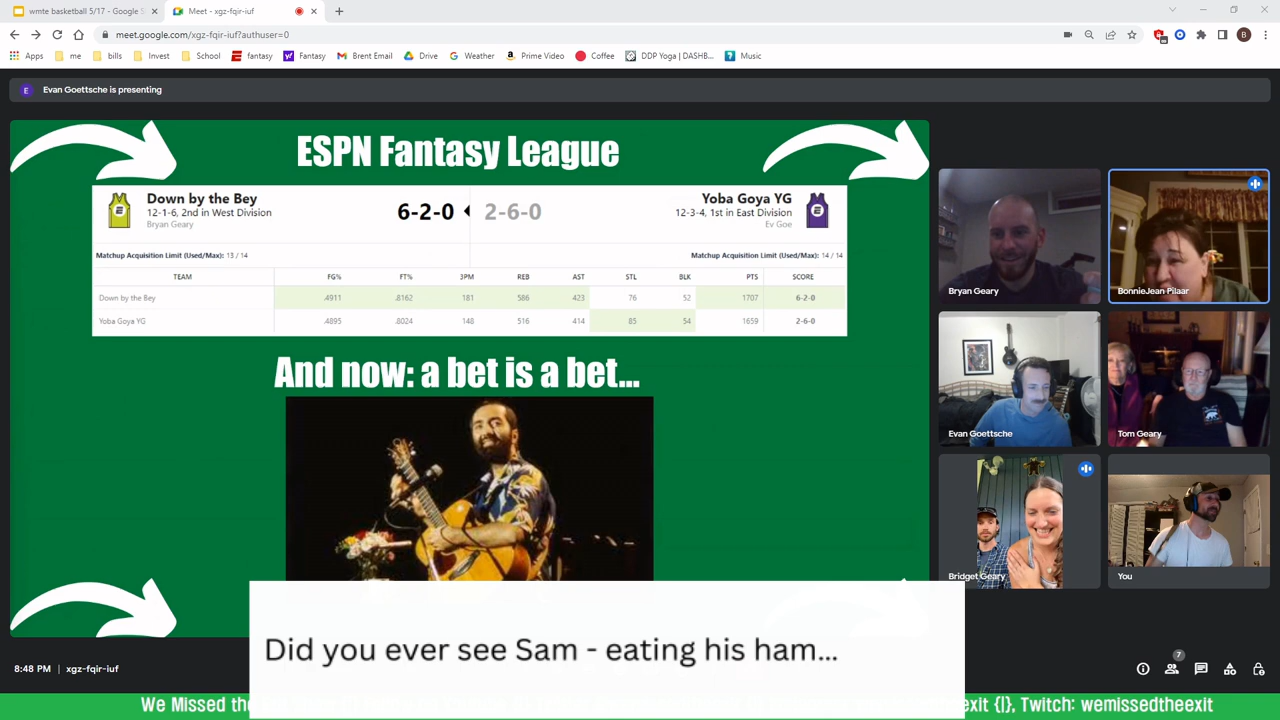 wmte basketball 5/17 - Google S
Meet - xgz-fqir-iuf
meet.google.com/xgz-fqir-iuf?authuser=0
B
Apps me bills Invest School fantasy Fantasy Brent Email Drive Weather Prime Video Coffee DDP Yoga | DASHB... Music
E Evan Goettsche is presenting
ESPN Fantasy League
Down by the Bey
12-1-6, 2nd in West Division
Bryan Geary
6-2-0 2-6-0
Yoba Goya YG
12-3-4, 1st in East Division
Ev Goe
Matchup Acquisition Limit (Used/Max): 13 / 14
Matchup Acquisition Limit (Used/Max): 14 / 14
TEAM FG% FT% 3PM REB AST STL BLK PTS SCORE
Down by the Bey .4911 .8162 181 586 423 76 52 1707 6-2-0
Yoba Goya YG .4895 .8024 148 516 414 85 54 1659 2-6-0
And now: a bet is a bet...
Bryan Geary
BonnieJean Pilaar
Evan Goettsche
Tom Geary
Bridget Geary
You
Did you ever see Sam - eating his ham...
8:48 PM | xgz-fqir-iuf
7
We Missed the
exit {|}, Twitch: wemissedtheexit